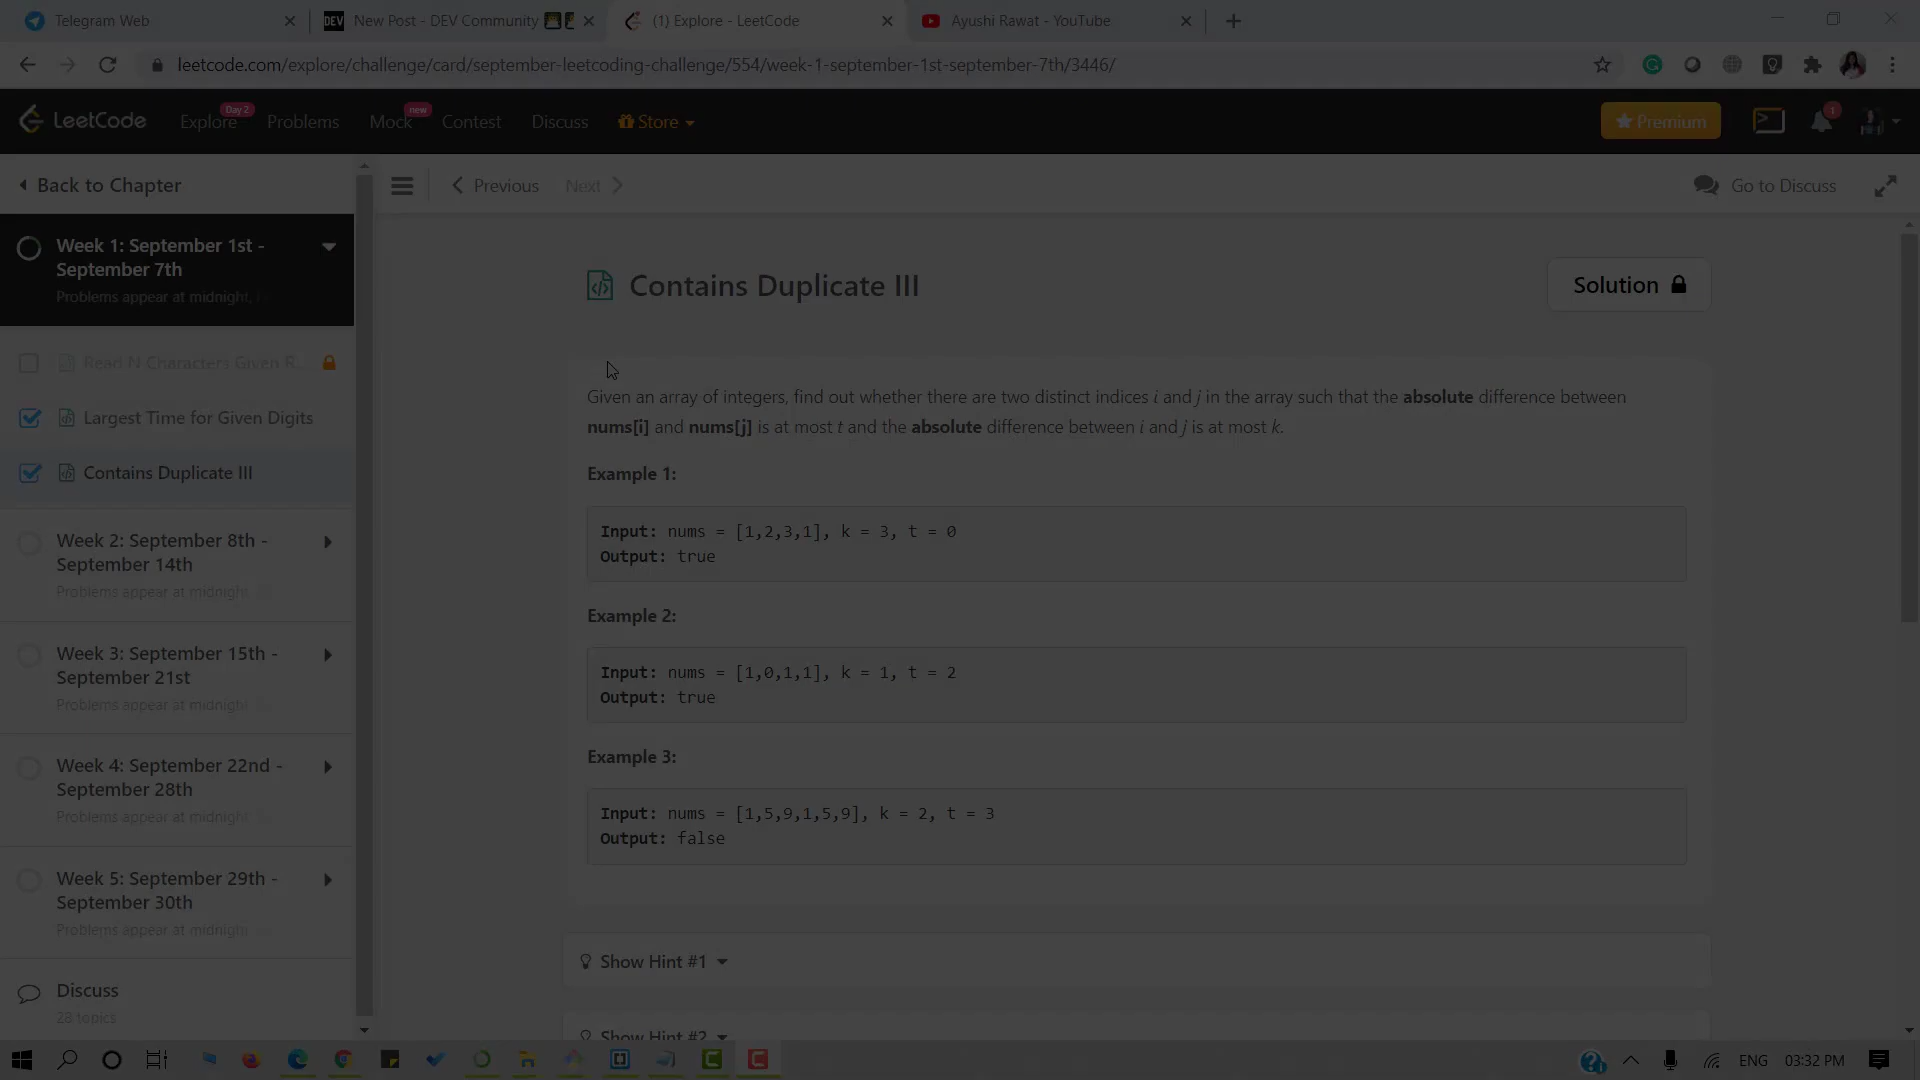 Telegram Web
New Post - DEV Community
(1) Explore - LeetCode
Ayushi Rawat - YouTube
leetcode.com/explore/challenge/card/september-leetcoding-challenge/554/week-1-september-1st-september-7th/3446/
LeetCode
Explore
Day 2
Problems
Mock
new
Contest
Discuss
Store
Premium
1
Back to Chapter
Previous
Next
Go to Discuss
Week 1: September 1st -
September 7th
Problems appear at midnight,
Read N Characters Given R...
Largest Time for Given Digits
Contains Duplicate III
Week 2: September 8th -
September 14th
Problems appear at midnight
Week 3: September 15th -
September 21st
Problems appear at midnight
Week 4: September 22nd -
September 28th
Problems appear at midnight
Week 5: September 29th -
September 30th
Problems appear at midnight
Discuss
28 topics
Contains Duplicate III
Solution
Given an array of integers, find out whether there are two distinct indices i and j in the array such that the absolute difference between
nums[i] and nums[j] is at most t and the absolute difference between i and j is at most k.
Example 1:
Input: nums = [1,2,3,1], k = 3, t = 0
Output: true
Example 2:
Input: nums = [1,0,1,1], k = 1, t = 2
Output: true
Example 3:
Input: nums = [1,5,9,1,5,9], k = 2, t = 3
Output: false
Show Hint #1
Show Hint #2
ENG
03:32 PM